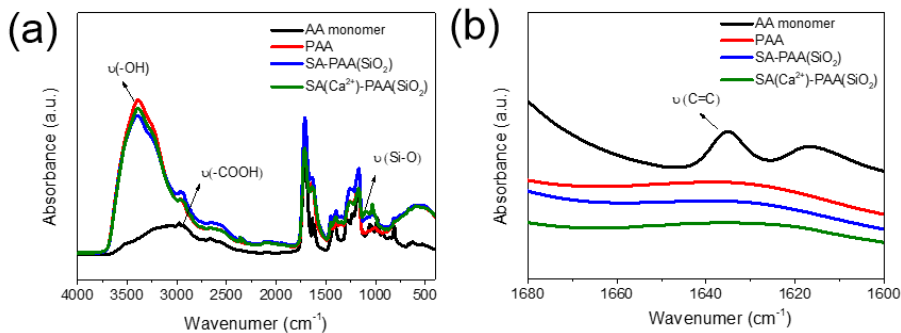 (a)
AA monomer
PAA
SA-PAA(SiO₂)
SA(Ca²⁺)-PAA(SiO₂)
υ(-OH)
υ(-COOH)
υ(Si-O)
Absorbance (a.u.)
4000 3500 3000 2500 2000 1500 1000 500
Wavenumer (cm⁻¹)
(b)
AA monomer
PAA
SA-PAA(SiO₂)
SA(Ca²⁺)-PAA(SiO₂)
υ(C=C)
Absorbance (a.u.)
1680 1660 1640 1620 1600
Wavenumer (cm⁻¹)